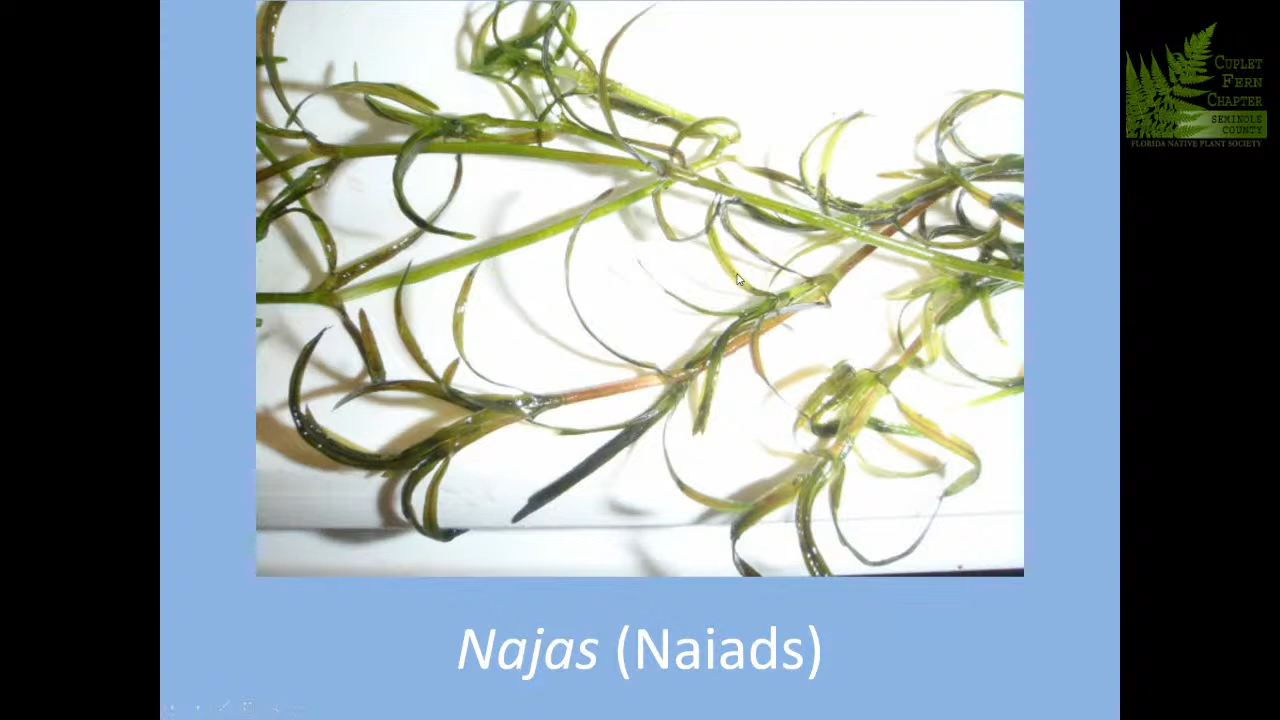 CUPLET
FERN
CHAPTER
SEMINOLE
COUNTY
FLORIDA NATIVE PLANT SOCIETY
Najas (Naiads)